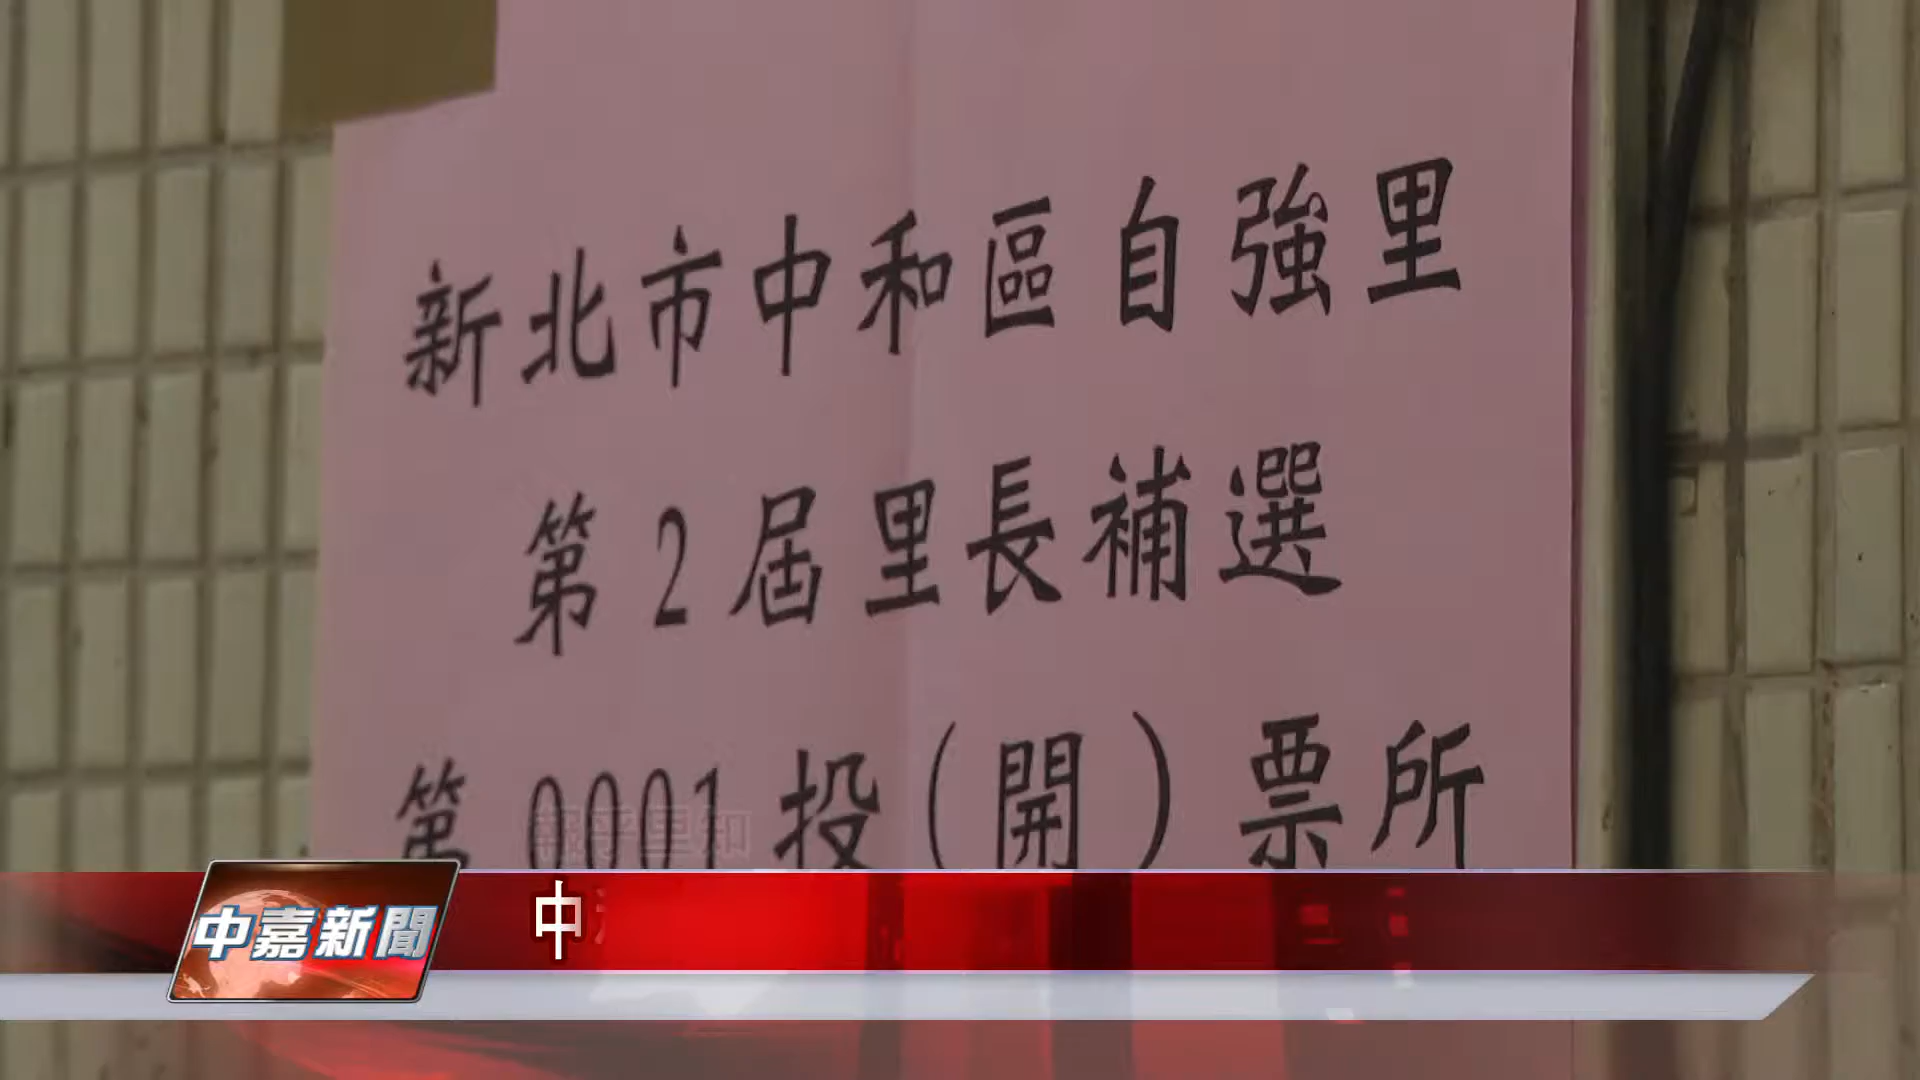 新北市中和區自強里
第2屆里長補選
第0001投(開)票所
中嘉新聞
中